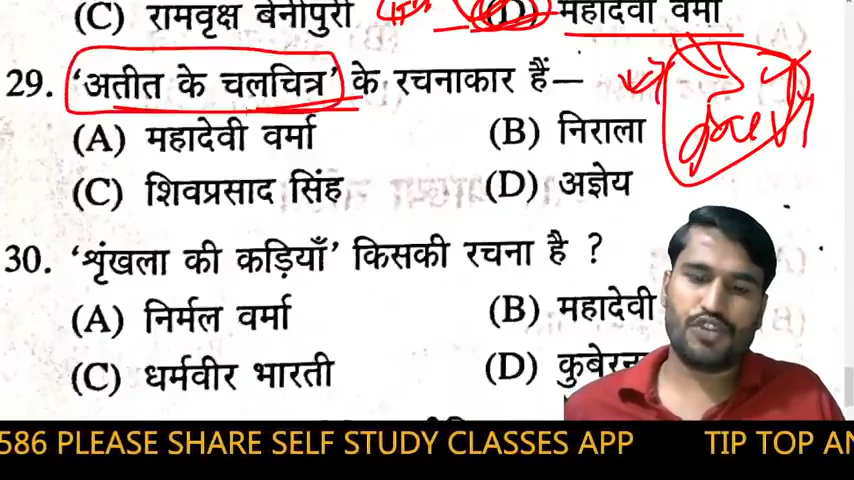 (C) रामवृक्ष बेनीपुरी (D) महादेवी वर्मा
29. 'अतीत के चलचित्र' के रचनाकार हैं—
(A) महादेवी वर्मा (B) निराला
(C) शिवप्रसाद सिंह (D) अज्ञेय
30. 'शृंखला की कड़ियाँ' किसकी रचना है ?
(A) निर्मल वर्मा (B) महादेवी
(C) धर्मवीर भारती (D)
586 PLEASE SHARE SELF STUDY CLASSES APP TIP TOP